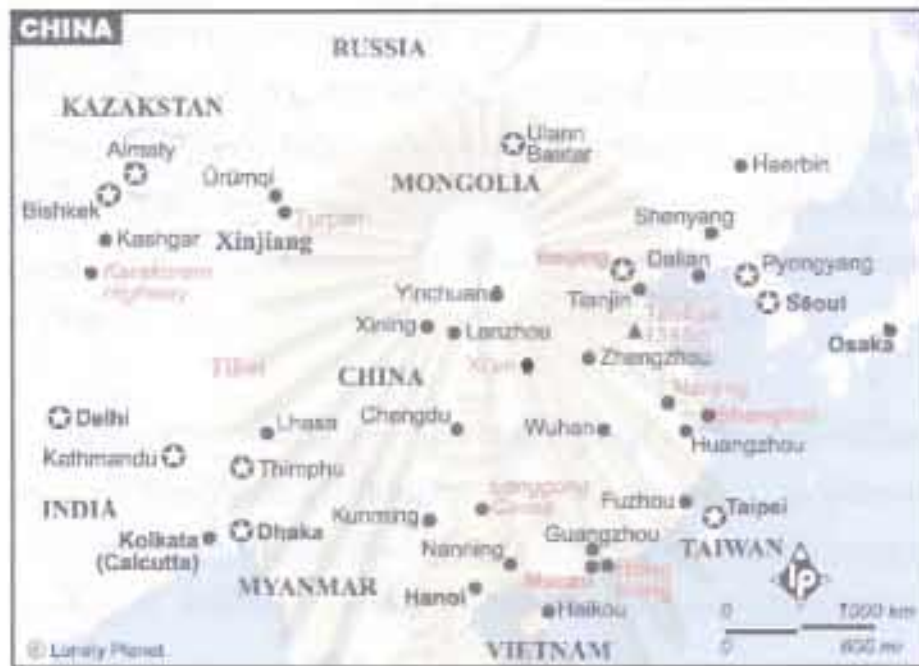 CHINA
RUSSIA
KAZAKSTAN
Almaty
Ulaan
Baatar
Haerbin
Ürümqi
MONGOLIA
Bishkek
Turpan
Shenyang
Kashgar
Xinjiang
Beijing
Dalian
Pyongyang
Karakoram
Highway
Yinchuan
Tianjin
Seoul
Xining
Lanzhou
Osaka
Zhengzhou
Tibet
CHINA
Xi'an
Nanjing
Delhi
Lhasa
Chengdu
Wuhan
Shanghai
Huangzhou
Kathmandu
Thimphu
Fuzhou
Taipei
INDIA
Kunming
Kolkata
(Calcutta)
Dhaka
Guangzhou
TAIWAN
Nanning
Macau
Hong
Kong
MYANMAR
Hanoi
Haikou
lp
0 1000 km
0 600 mi
© Lonely Planet
VIETNAM